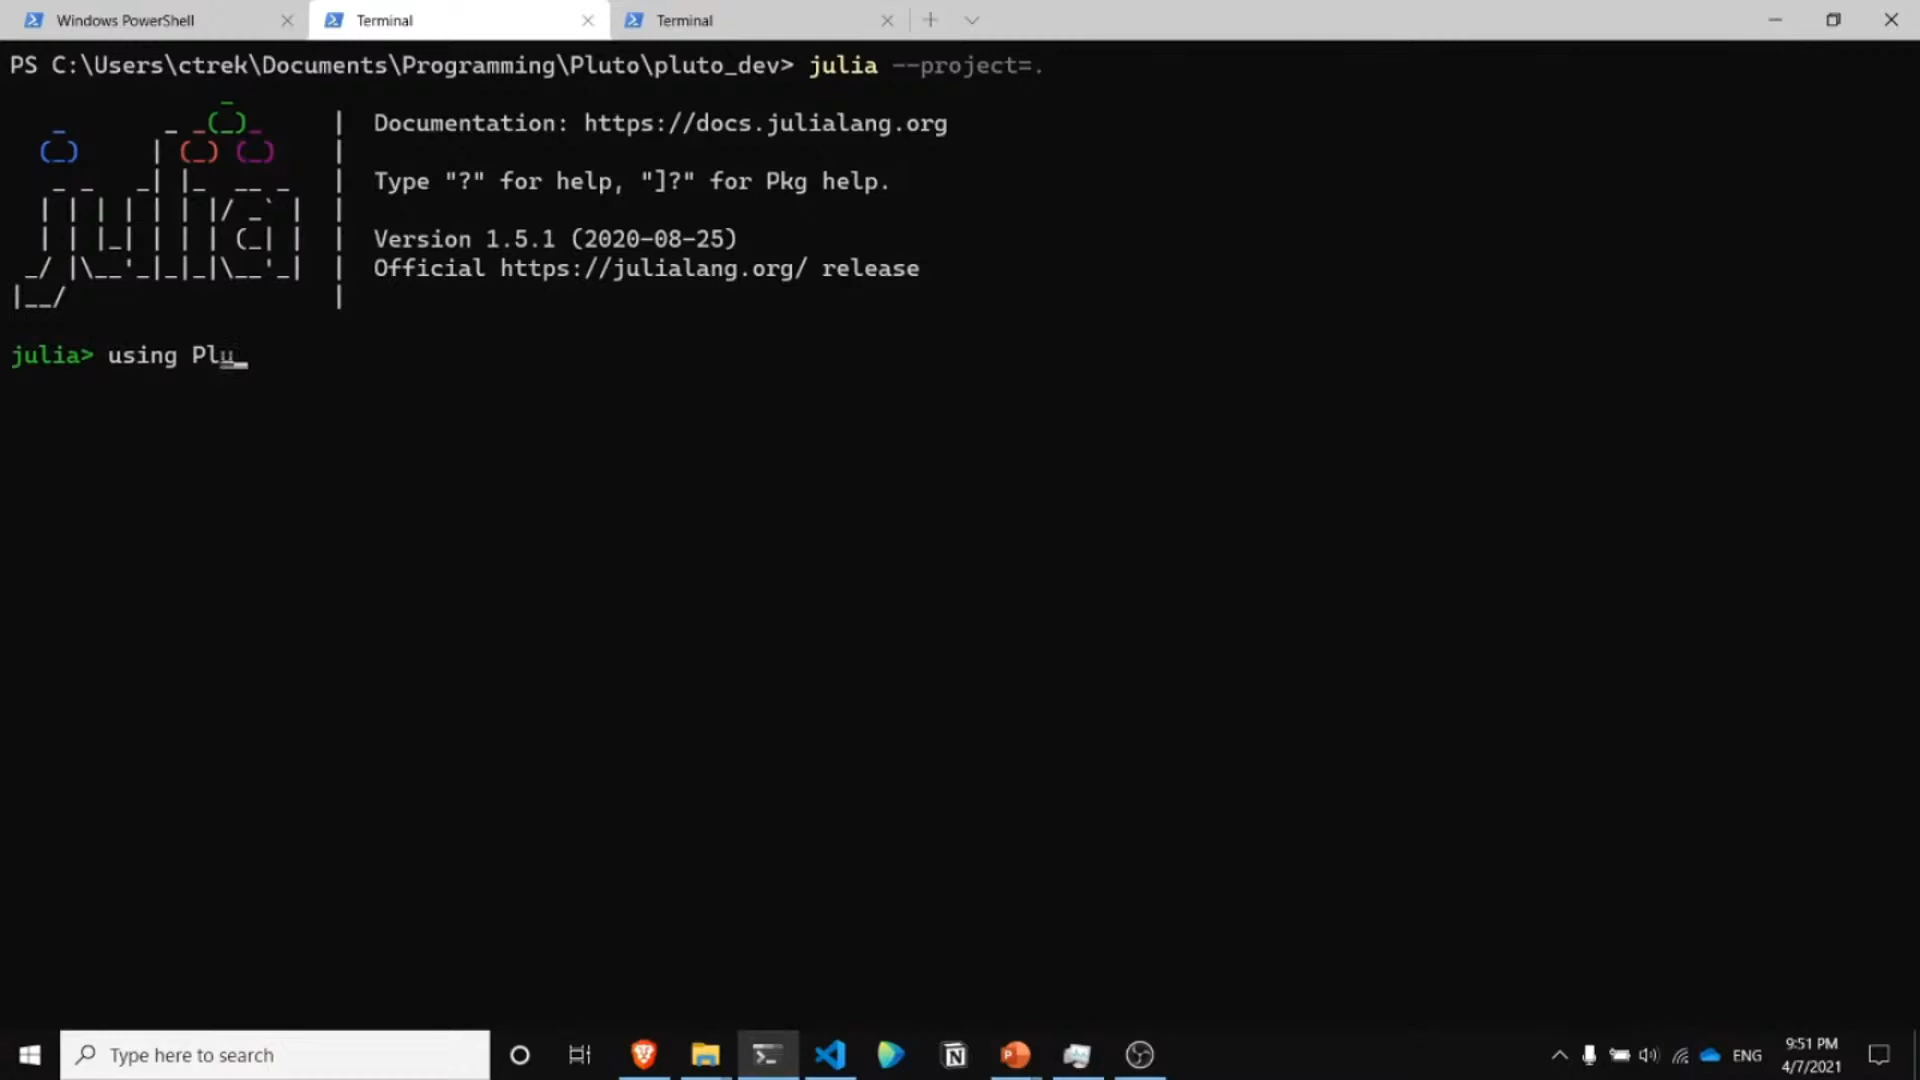 Windows PowerShell
Terminal
Terminal
PS C:\Users\ctrek\Documents\Programming\Pluto\pluto_dev> julia --project=.
Documentation: https://docs.julialang.org
Type "?" for help, "]?" for Pkg help.
Version 1.5.1 (2020-08-25)
Official https://julialang.org/ release
julia> using Plu_
Type here to search
ENG
9:51 PM
4/7/2021